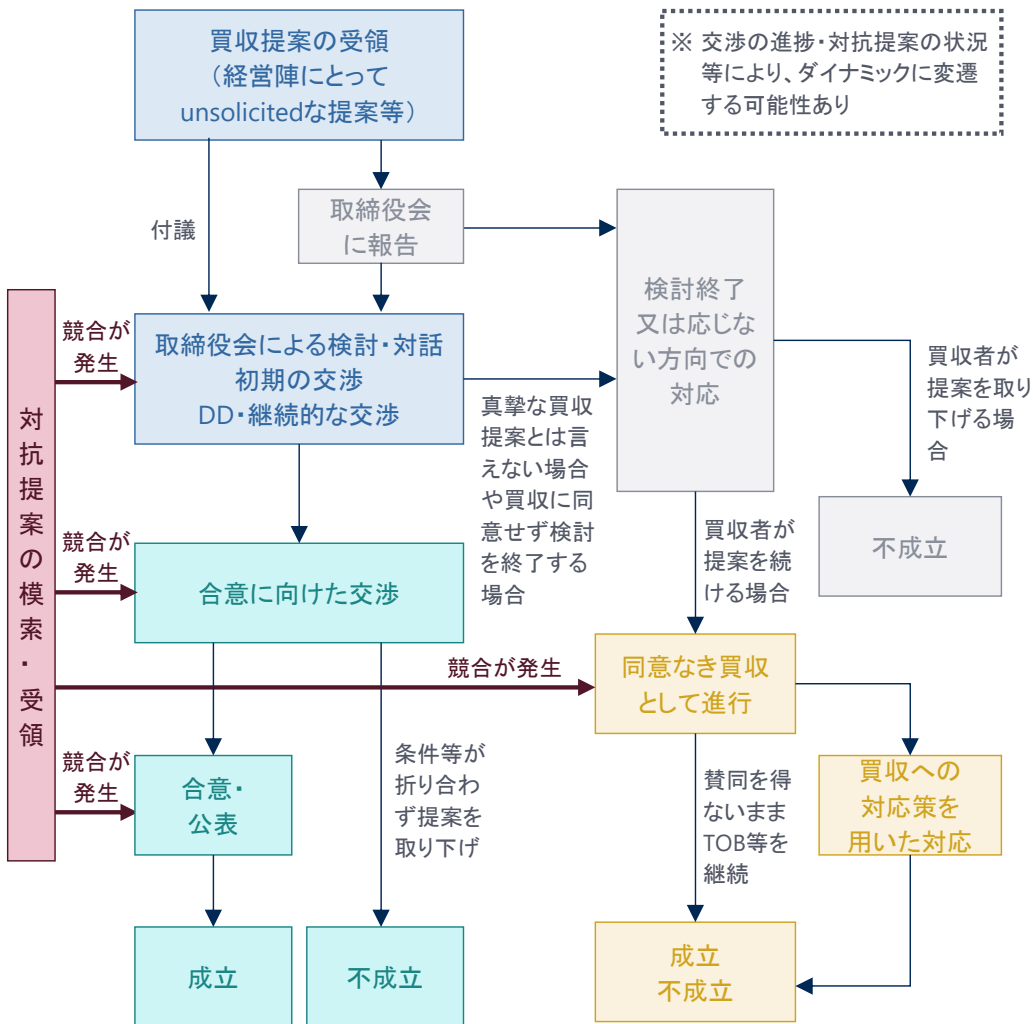 買収提案の受領
（経営陣にとって
unsolicitedな提案等）
※ 交渉の進捗・対抗提案の状況
等により、ダイナミックに変遷
する可能性あり
付議
取締役会
に報告
検討終了
又は応じな
い方向での
対応
対抗提案の模索・受領
競合が
発生
取締役会による検討・対話
初期の交渉
DD・継続的な交渉
真摯な買収
提案とは言
えない場合
や買収に同
意せず検討
を終了する
場合
買収者が
提案を取り
下げる場
合
不成立
買収者が
提案を続
ける場合
競合が
発生
合意に向けた交渉
競合が発生
同意なき買収
として進行
競合が
発生
合意・
公表
条件等が
折り合わ
ず提案を
取り下げ
賛同を得
ないまま
TOB等を
継続
買収への
対応策を
用いた対応
成立
不成立
成立
不成立